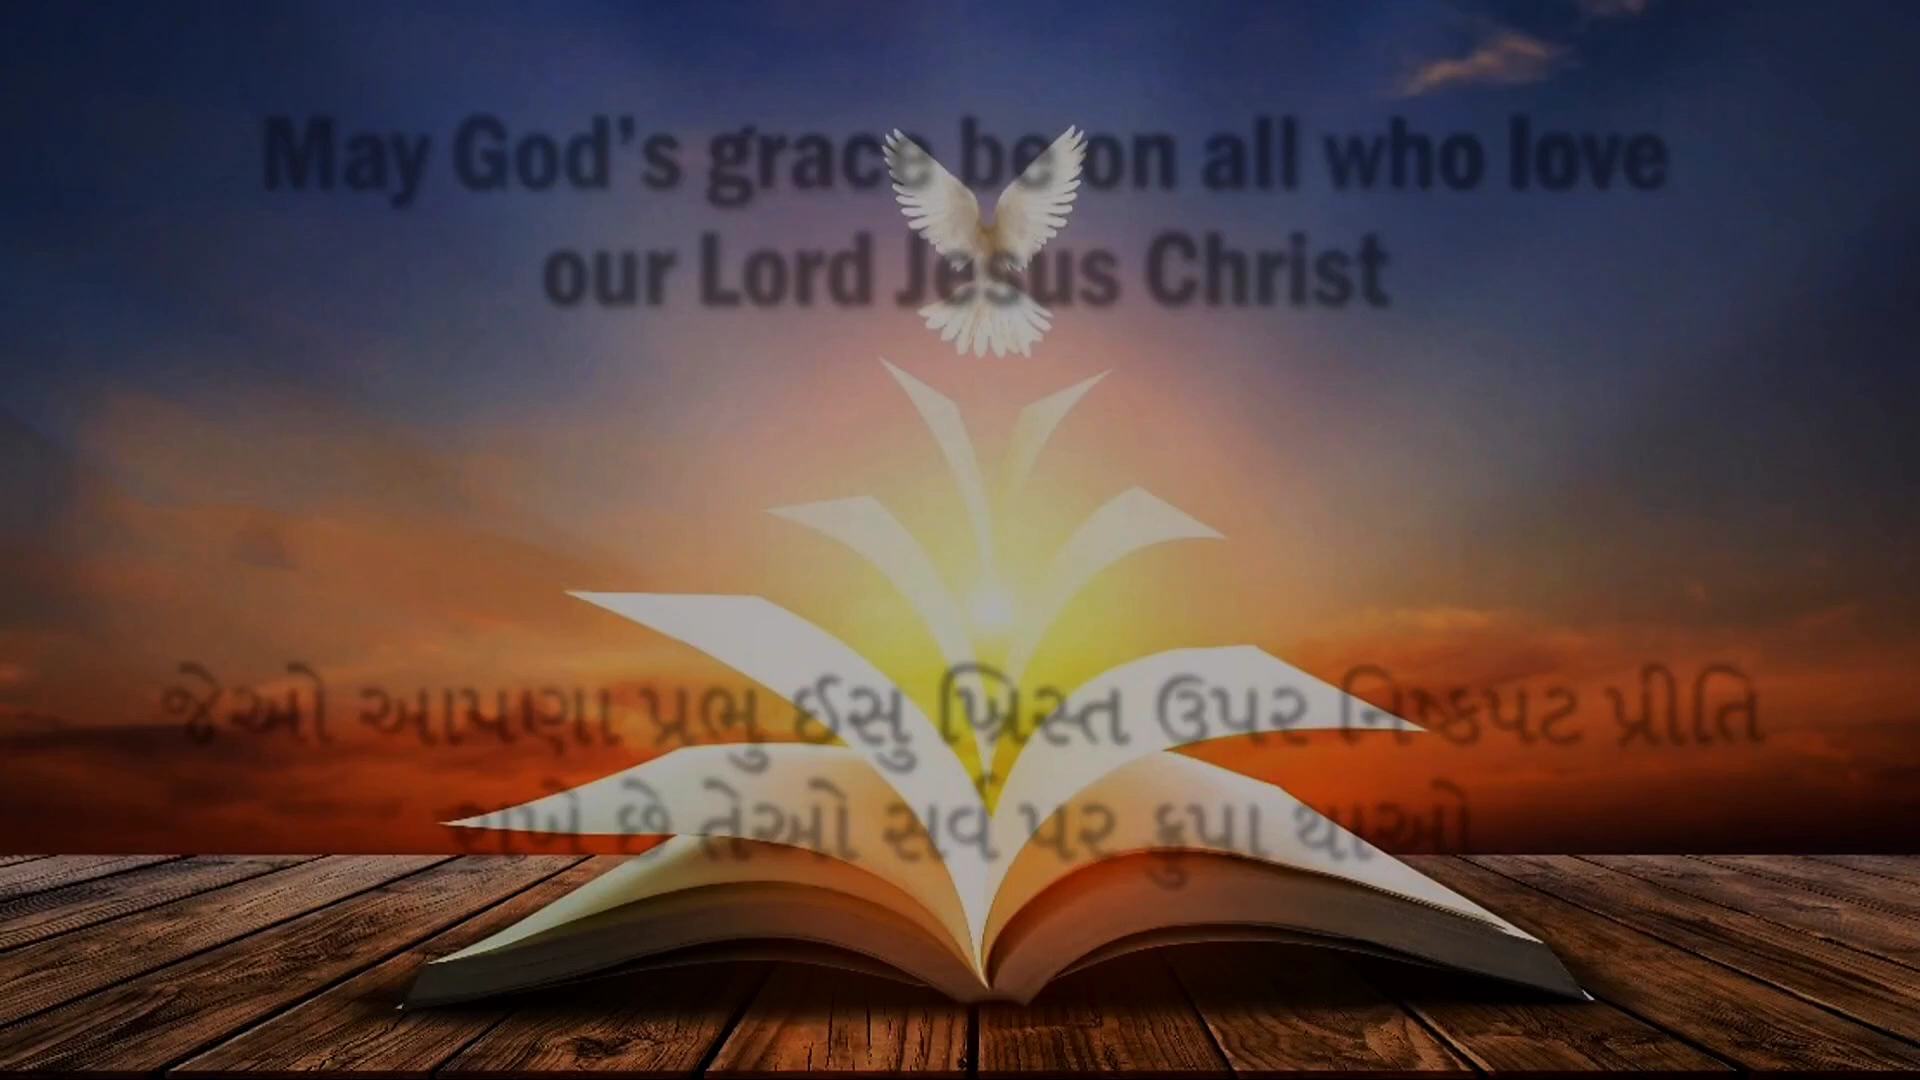 May God's grace be on all who love
our Lord Jesus Christ
જેઓ આપણા પ્રભુ ઈસુ ખ્રિસ્ત ઉપર નિષ્કપટ પ્રીતિ
રાખે છે તેઓ સર્વ પર કૃપા થાઓ